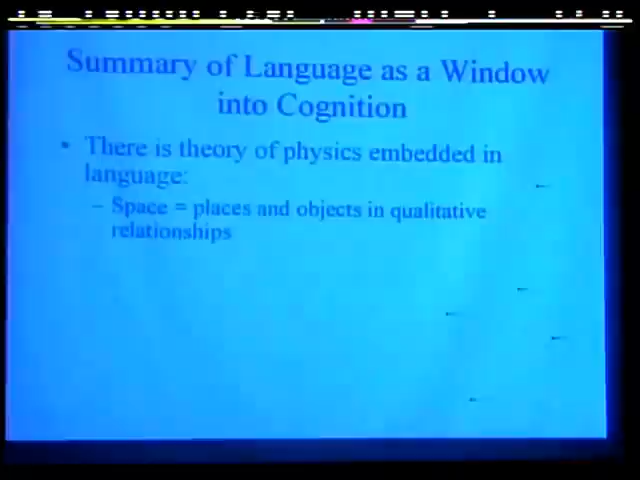 Summary of Language as a Window
into Cognition
• There is theory of physics embedded in
language:
– Space = places and objects in qualitative
relationships